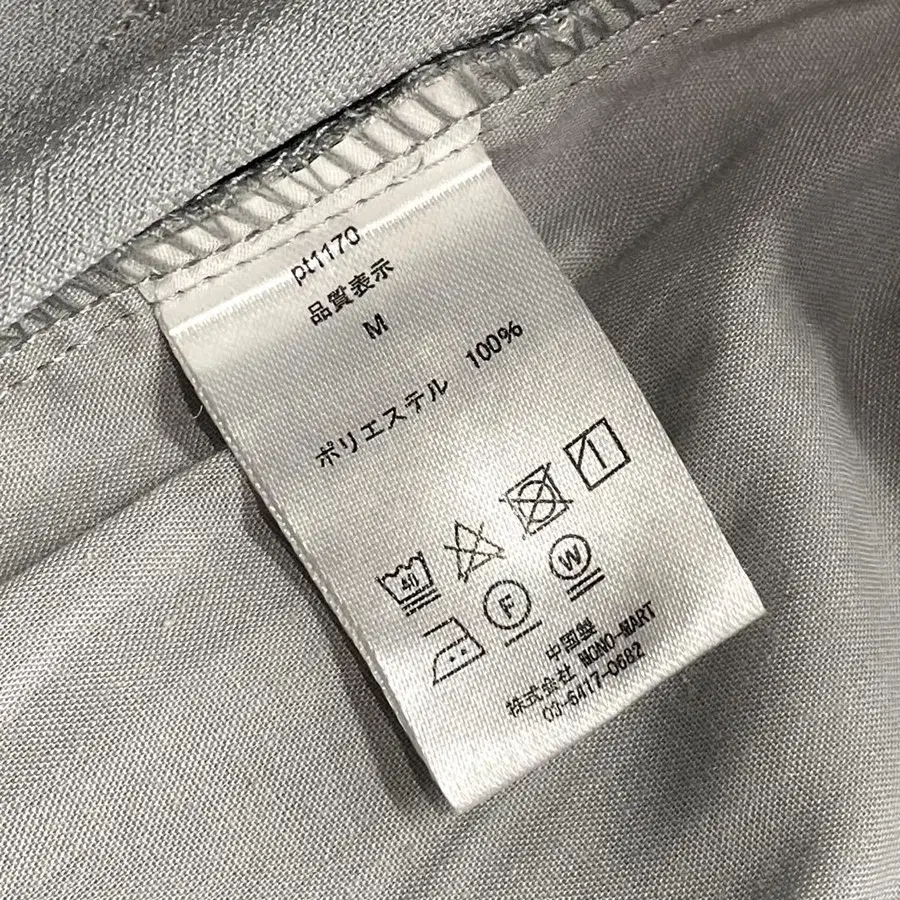 pt1170
品質表示
M
ポリエステル 100%
40
F W
中国製
株式会社 MONO-MART
03-6417-0682